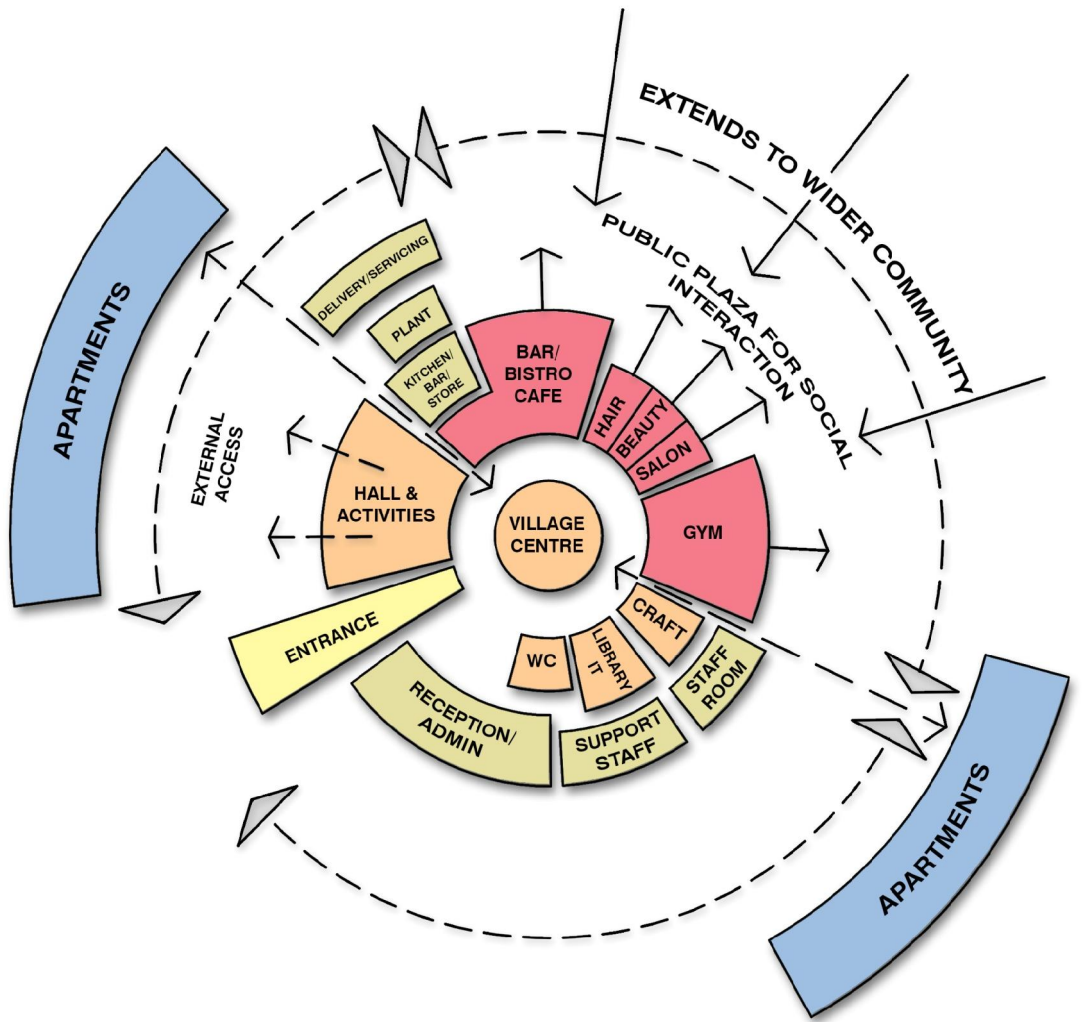 EXTENDS TO WIDER COMMUNITY
PUBLIC PLAZA FOR SOCIAL
INTERACTION
APARTMENTS
EXTERNAL
ACCESS
DELIVERY/SERVICING
PLANT
KITCHEN/
BAR/
STORE
BAR/
BISTRO
CAFE
HAIR
BEAUTY
SALON
GYM
HALL &
ACTIVITIES
VILLAGE
CENTRE
ENTRANCE
CRAFT
LIBRARY
IT
WC
STAFF
ROOM
RECEPTION/
ADMIN
SUPPORT
STAFF
APARTMENTS